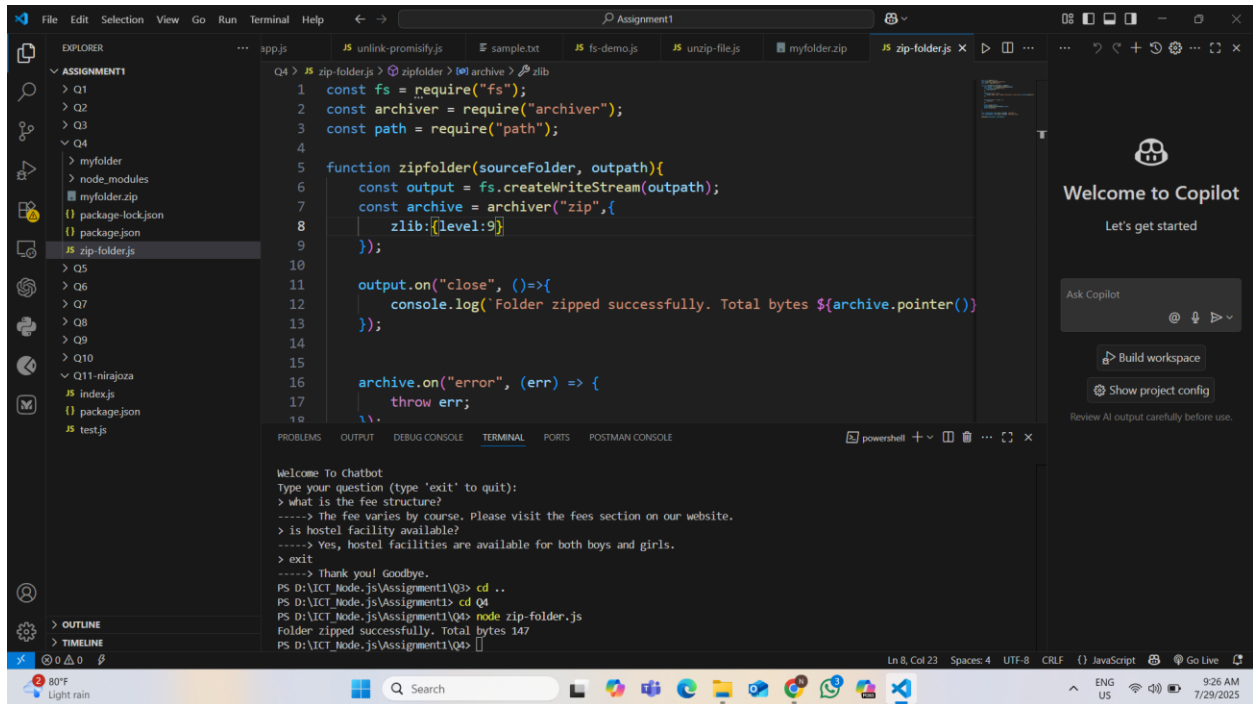 File Edit Selection View Go Run Terminal Help
Assignment1
EXPLORER
app.js
JS unlink-promisify.js
sample.txt
JS fs-demo.js
JS unzip-file.js
myfolder.zip
JS zip-folder.js
ASSIGNMENT1
Q1
Q2
Q3
Q4
myfolder
node_modules
myfolder.zip
{} package-lock.json
{} package.json
JS zip-folder.js
Q5
Q6
Q7
Q8
Q9
Q10
Q11-nirajoza
JS index.js
{} package.json
JS test.js
OUTLINE
TIMELINE
Q4 > JS zip-folder.js > zipfolder > archive > zlib
1 const fs = require("fs");
2 const archiver = require("archiver");
3 const path = require("path");
4
5 function zipfolder(sourceFolder, outpath){
6 const output = fs.createWriteStream(outpath);
7 const archive = archiver("zip",{
8 zlib:{level:9}
9 });
10
11 output.on("close", ()=>{
12 console.log(`Folder zipped successfully. Total bytes ${archive.pointer()}
13 });
14
15
16 archive.on("error", (err) => {
17 throw err;
18 });
PROBLEMS OUTPUT DEBUG CONSOLE TERMINAL PORTS POSTMAN CONSOLE
powershell
Welcome To Chatbot
Type your question (type 'exit' to quit):
> what is the fee structure?
-----> The fee varies by course. Please visit the fees section on our website.
> is hostel facility available?
-----> Yes, hostel facilities are available for both boys and girls.
> exit
-----> Thank you! Goodbye.
PS D:\ICT_Node.js\Assignment1\Q3> cd ..
PS D:\ICT_Node.js\Assignment1> cd Q4
PS D:\ICT_Node.js\Assignment1\Q4> node zip-folder.js
Folder zipped successfully. Total bytes 147
PS D:\ICT_Node.js\Assignment1\Q4>
Welcome to Copilot
Let's get started
Ask Copilot
@
Build workspace
Show project config
Review AI output carefully before use.
0 0
Ln 8, Col 23 Spaces: 4 UTF-8 CRLF {} JavaScript Go Live
2
80°F
Light rain
Search
ENG
US
9:26 AM
7/29/2025